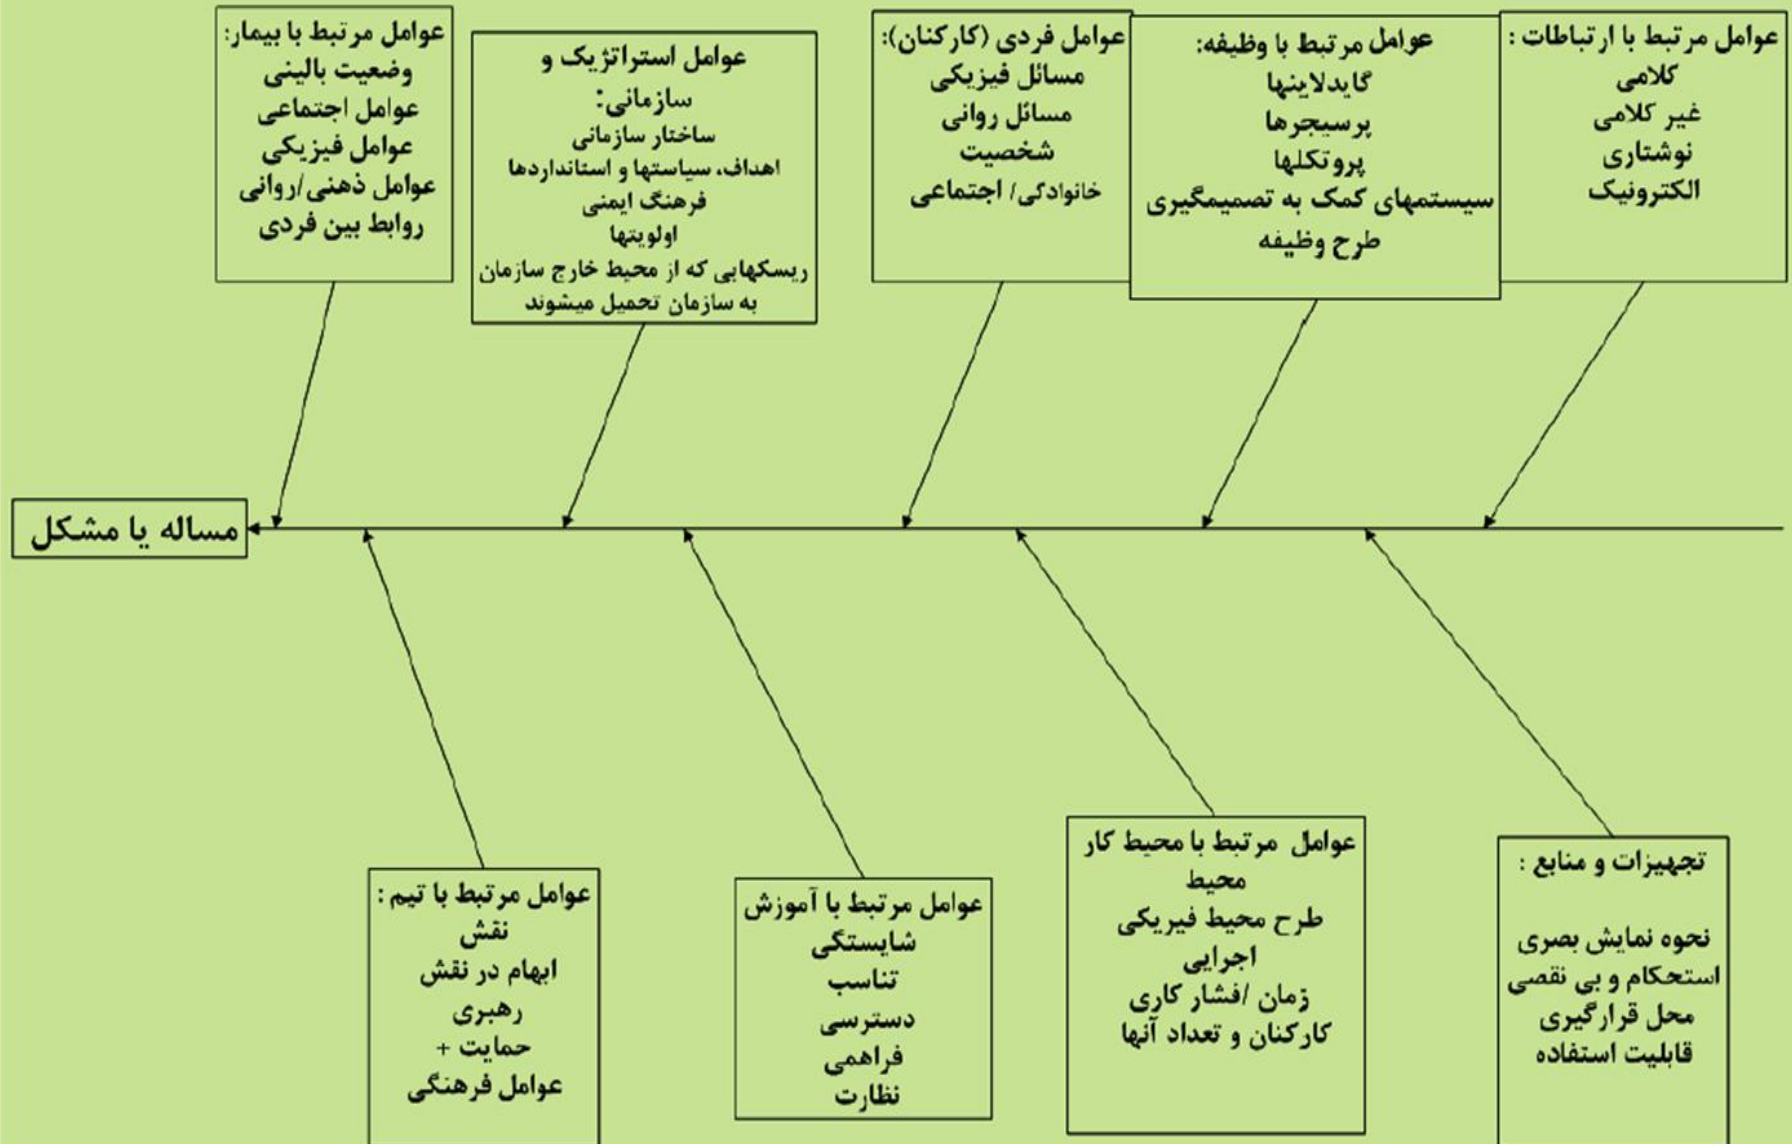 عوامل مرتبط با ارتباطات :
کلامی
غیر کلامی
نوشتاری
الکترونیک
عوامل مرتبط با وظیفه:
گایدلاینها
پرسیجرها
پروتکلها
سیستمهای کمک به تصمیمگیری
طرح وظیفه
عوامل فردی (کارکنان):
مسائل فیزیکی
مسائل روانی
شخصیت
خانوادگی/ اجتماعی
عوامل استراتژیک و
سازمانی:
ساختار سازمانی
اهداف، سیاستها و استانداردها
فرهنگ ایمنی
اولویتها
ریسکهایی که از محیط خارج سازمان
به سازمان تحمیل میشوند
عوامل مرتبط با بیمار:
وضعیت بالینی
عوامل اجتماعی
عوامل فیزیکی
عوامل ذهنی/روانی
روابط بین فردی
مساله یا مشکل
تجهیزات و منابع :
نحوه نمایش بصری
استحکام و بی نقصی
محل قرارگیری
قابلیت استفاده
عوامل مرتبط با محیط کار
محیط
طرح محیط فیریکی
اجرایی
زمان /فشار کاری
کارکنان و تعداد آنها
عوامل مرتبط با آموزش
شایستگی
تناسب
دسترسی
فراهمی
نظارت
عوامل مرتبط با تیم :
نقش
ابهام در نقش
رهبری
حمایت +
عوامل فرهنگی